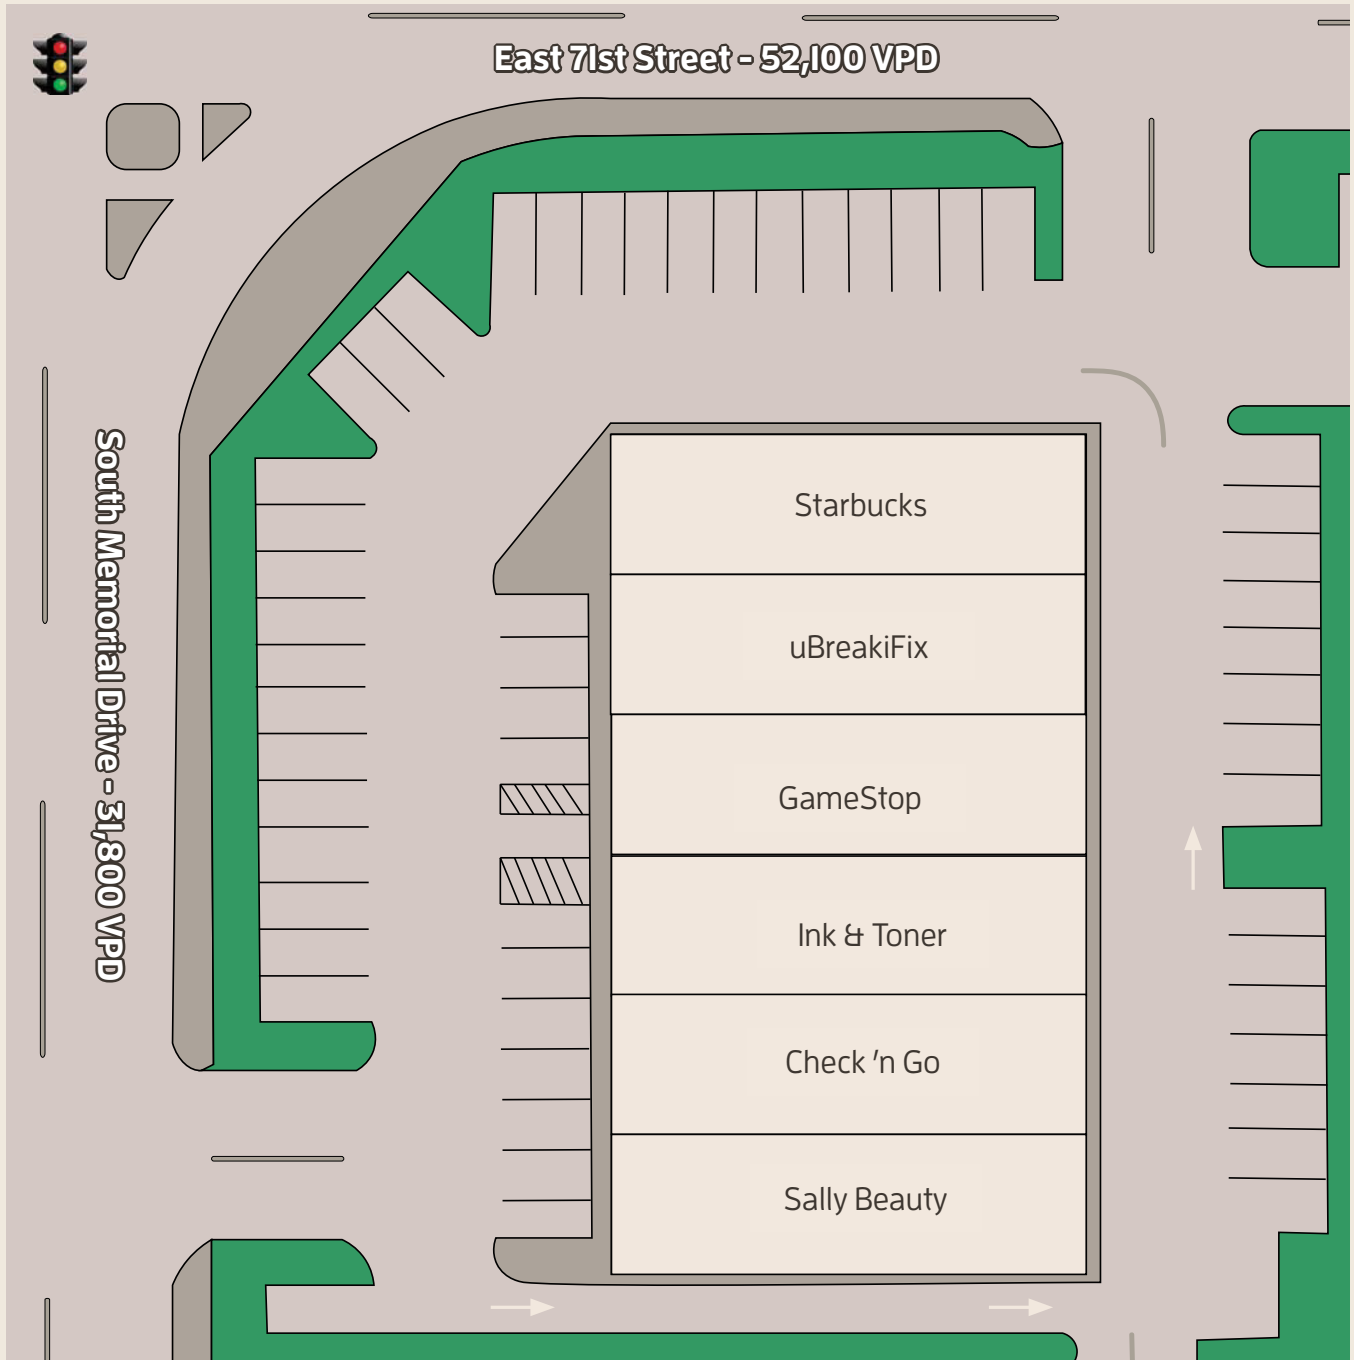 East 71st Street - 52,100 VPD
South Memorial Drive - 31,800 VPD
Starbucks
uBreakiFix
GameStop
Ink & Toner
Check 'n Go
Sally Beauty